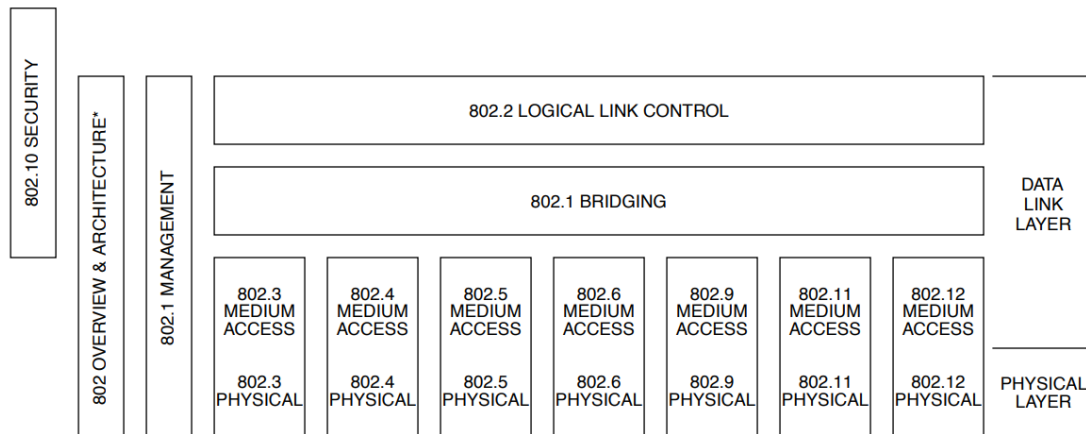 802.10 SECURITY
802 OVERVIEW & ARCHITECTURE*
802.1 MANAGEMENT
802.2 LOGICAL LINK CONTROL
802.1 BRIDGING
DATA
LINK
LAYER
802.3
MEDIUM
ACCESS
802.4
MEDIUM
ACCESS
802.5
MEDIUM
ACCESS
802.6
MEDIUM
ACCESS
802.9
MEDIUM
ACCESS
802.11
MEDIUM
ACCESS
802.12
MEDIUM
ACCESS
802.3
PHYSICAL
802.4
PHYSICAL
802.5
PHYSICAL
802.6
PHYSICAL
802.9
PHYSICAL
802.11
PHYSICAL
802.12
PHYSICAL
PHYSICAL
LAYER